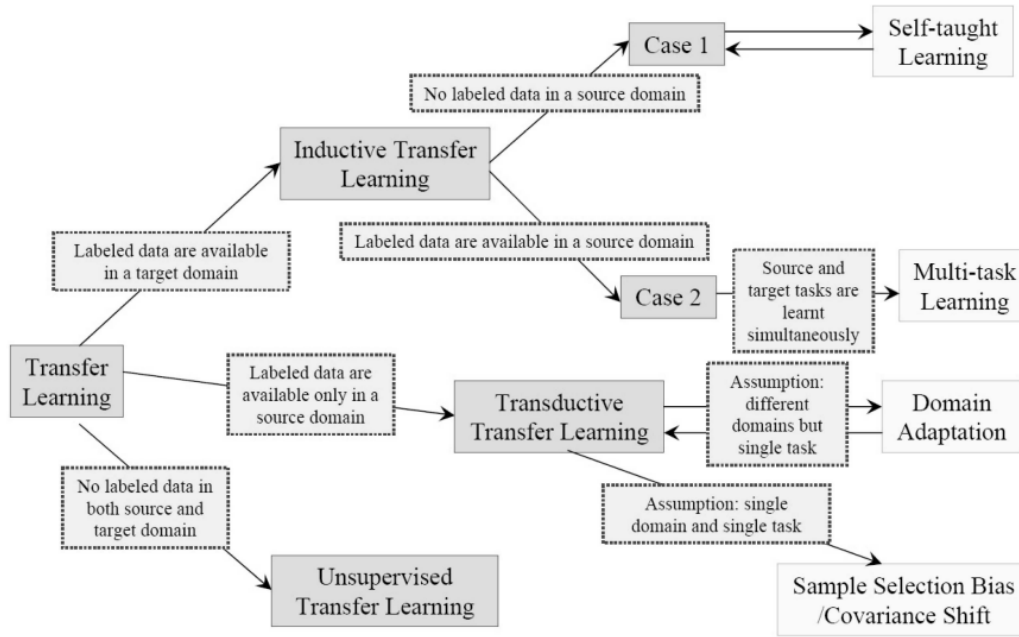 Case 1
Self-taught
Learning
No labeled data in a source domain
Inductive Transfer
Learning
Labeled data are available
in a target domain
Labeled data are available in a source domain
Case 2
Source and
target tasks are
learnt
simultaneously
Multi-task
Learning
Transfer
Learning
Labeled data are
available only in a
source domain
Transductive
Transfer Learning
Assumption:
different
domains but
single task
Domain
Adaptation
No labeled data in
both source and
target domain
Assumption: single
domain and single task
Unsupervised
Transfer Learning
Sample Selection Bias
/Covariance Shift